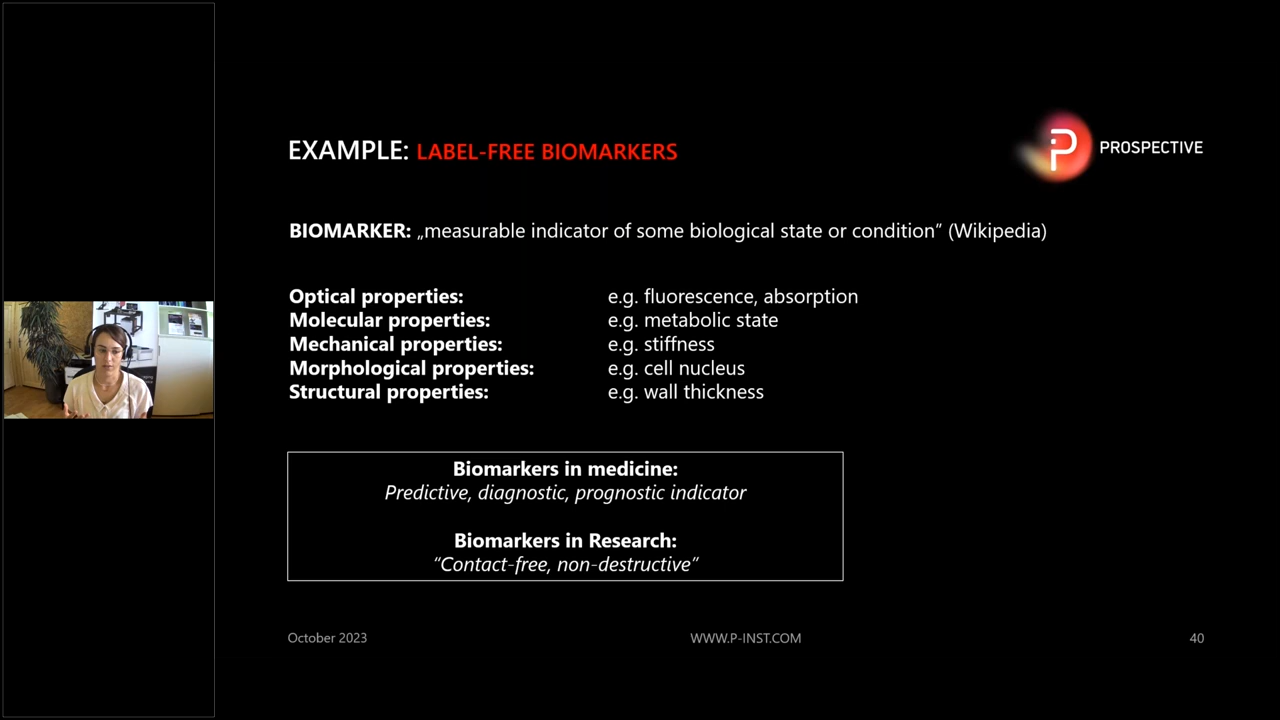 EXAMPLE: LABEL-FREE BIOMARKERS
PROSPECTIVE
BIOMARKER: „measurable indicator of some biological state or condition” (Wikipedia)
Optical properties: e.g. fluorescence, absorption
Molecular properties: e.g. metabolic state
Mechanical properties: e.g. stiffness
Morphological properties: e.g. cell nucleus
Structural properties: e.g. wall thickness
Biomarkers in medicine:
Predictive, diagnostic, prognostic indicator
Biomarkers in Research:
“Contact-free, non-destructive”
October 2023 WWW.P-INST.COM 40